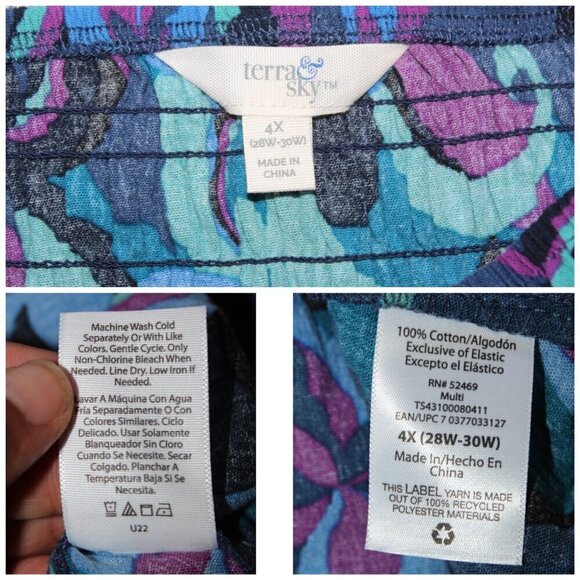 terra&
sky™
4X
(28W-30W)
MADE IN
CHINA
Machine Wash Cold
Separately Or With Like
Colors. Gentle Cycle. Only
Non-Chlorine Bleach When
Needed. Line Dry. Low Iron If
Needed.
Lavar A Máquina Con Agua
Fría Separadamente O Con
Colores Similares. Ciclo
Delicado. Usar Solamente
Blanqueador Sin Cloro
Cuando Se Necesite. Secar
Colgado. Planchar A
Temperatura Baja Si Se
Necesita.
U22
100% Cotton/Algodón
Exclusive of Elastic
Excepto el Elástico
RN# 52469
Multi
TS43100080411
EAN/UPC 7 0377033127
4X (28W-30W)
Made In/Hecho En
China
THIS LABEL YARN IS MADE
OUT OF 100% RECYCLED
POLYESTER MATERIALS